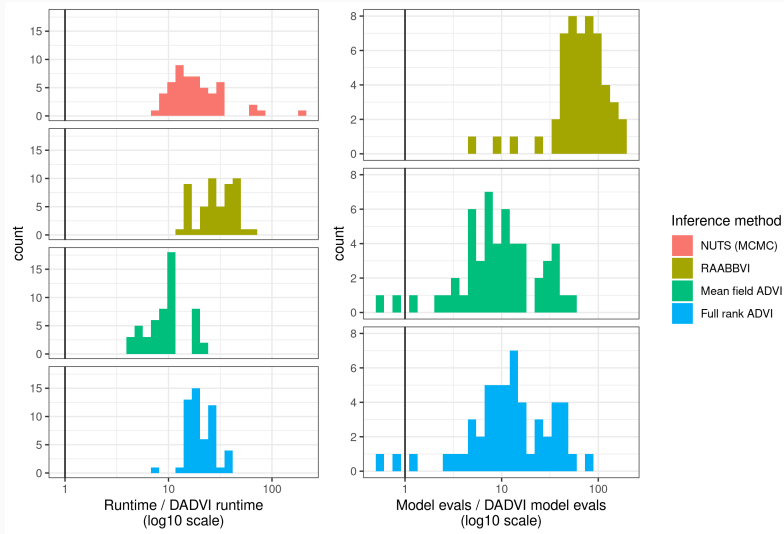 15
10
5
0
15
10
5
0
15
10
5
0
15
10
5
0
count
1 10 100
Runtime / DADVI runtime
(log10 scale)
8
6
4
2
0
8
6
4
2
0
8
6
4
2
0
count
1 10 100
Model evals / DADVI model evals
(log10 scale)
Inference method
NUTS (MCMC)
RAABBVI
Mean field ADVI
Full rank ADVI